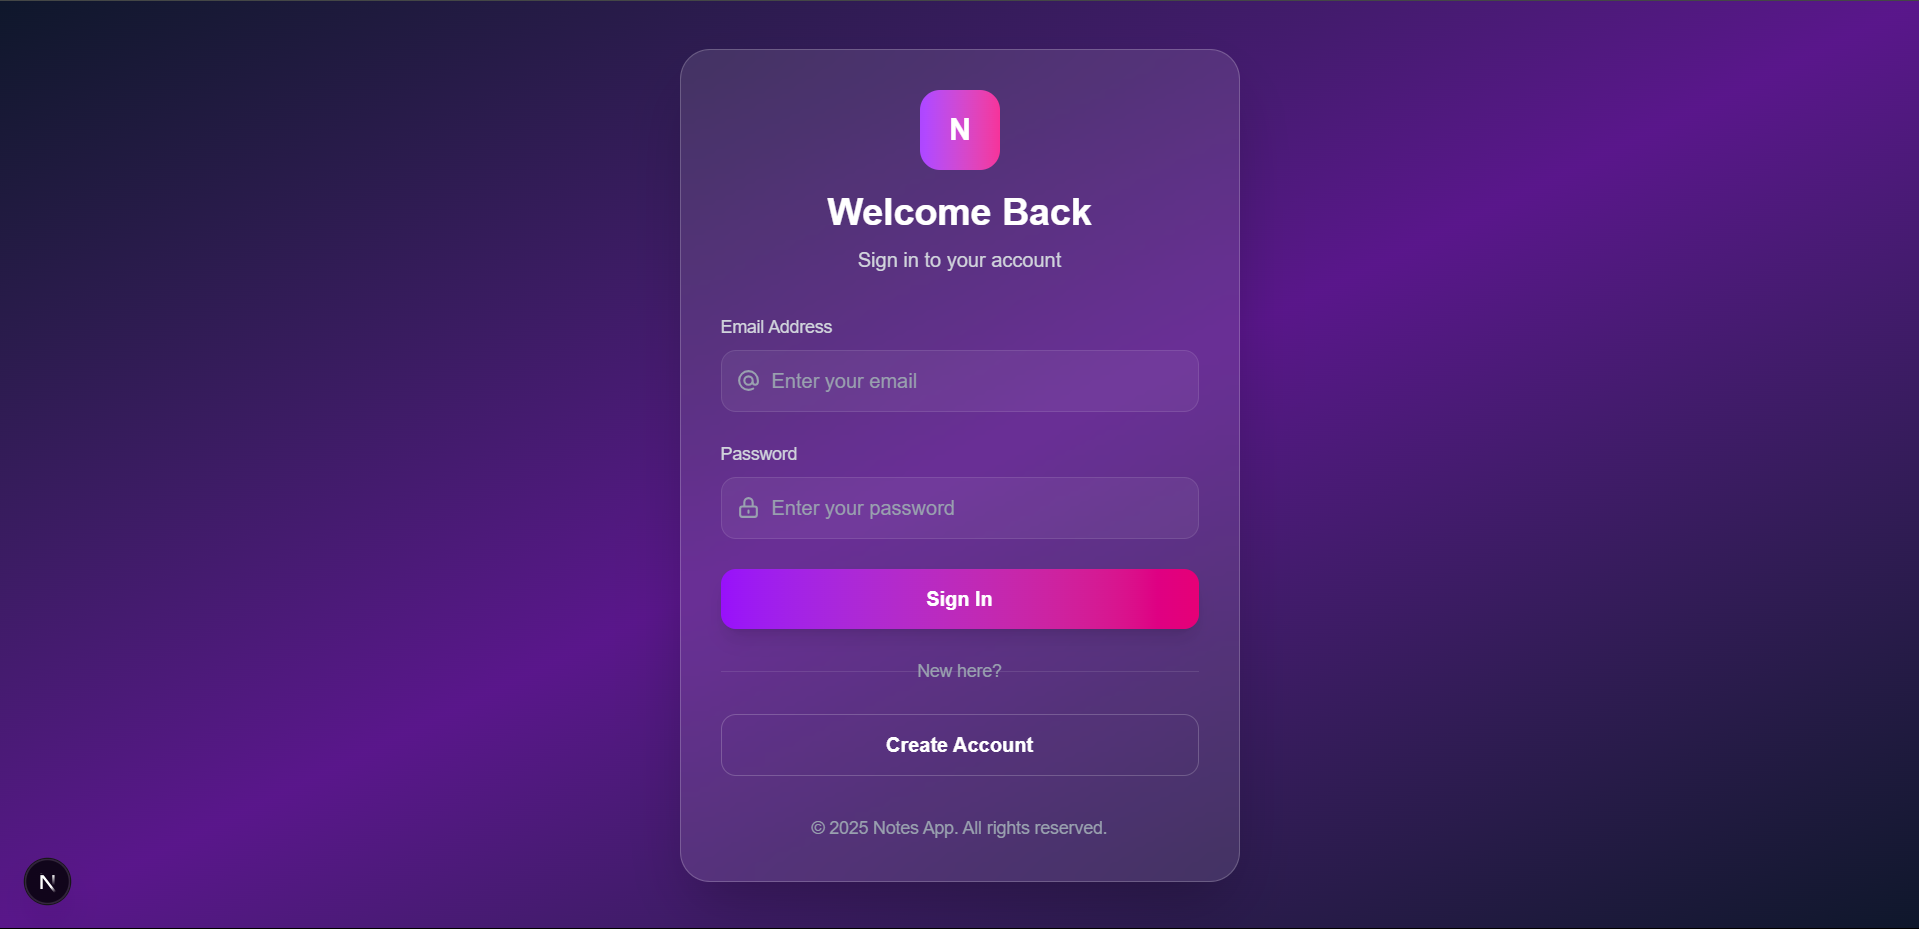 N
Welcome Back
Sign in to your account
Email Address
Enter your email
Password
Enter your password
Sign In
New here?
Create Account
© 2025 Notes App. All rights reserved.
N